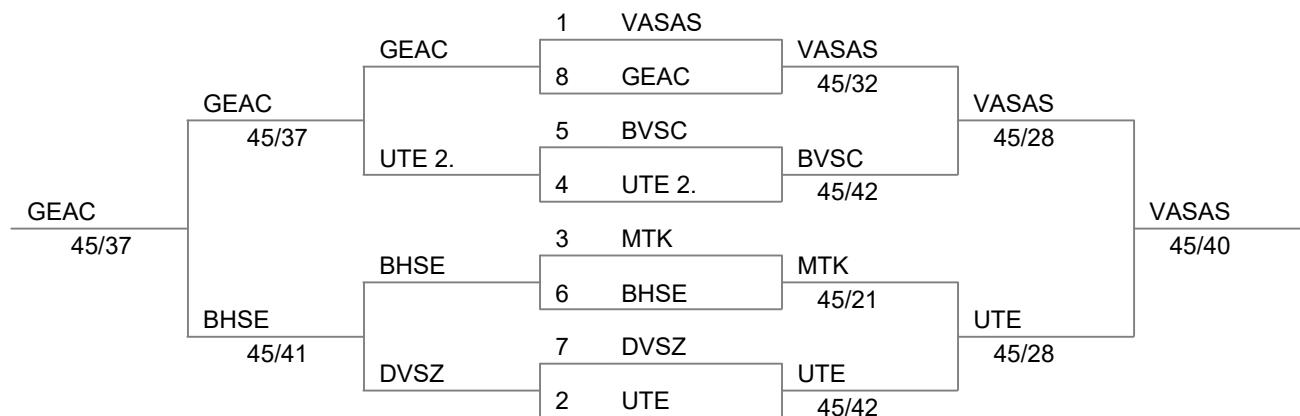 1 VASAS
GEAC VASAS
8 GEAC 45/32
GEAC VASAS
45/37 5 BVSC 45/28
UTE 2. BVSC
4 UTE 2. 45/42
GEAC VASAS
45/37 3 MTK 45/40
BHSE MTK
6 BHSE 45/21
BHSE UTE
45/41 7 DVSZ 45/28
DVSZ UTE
2 UTE 45/42